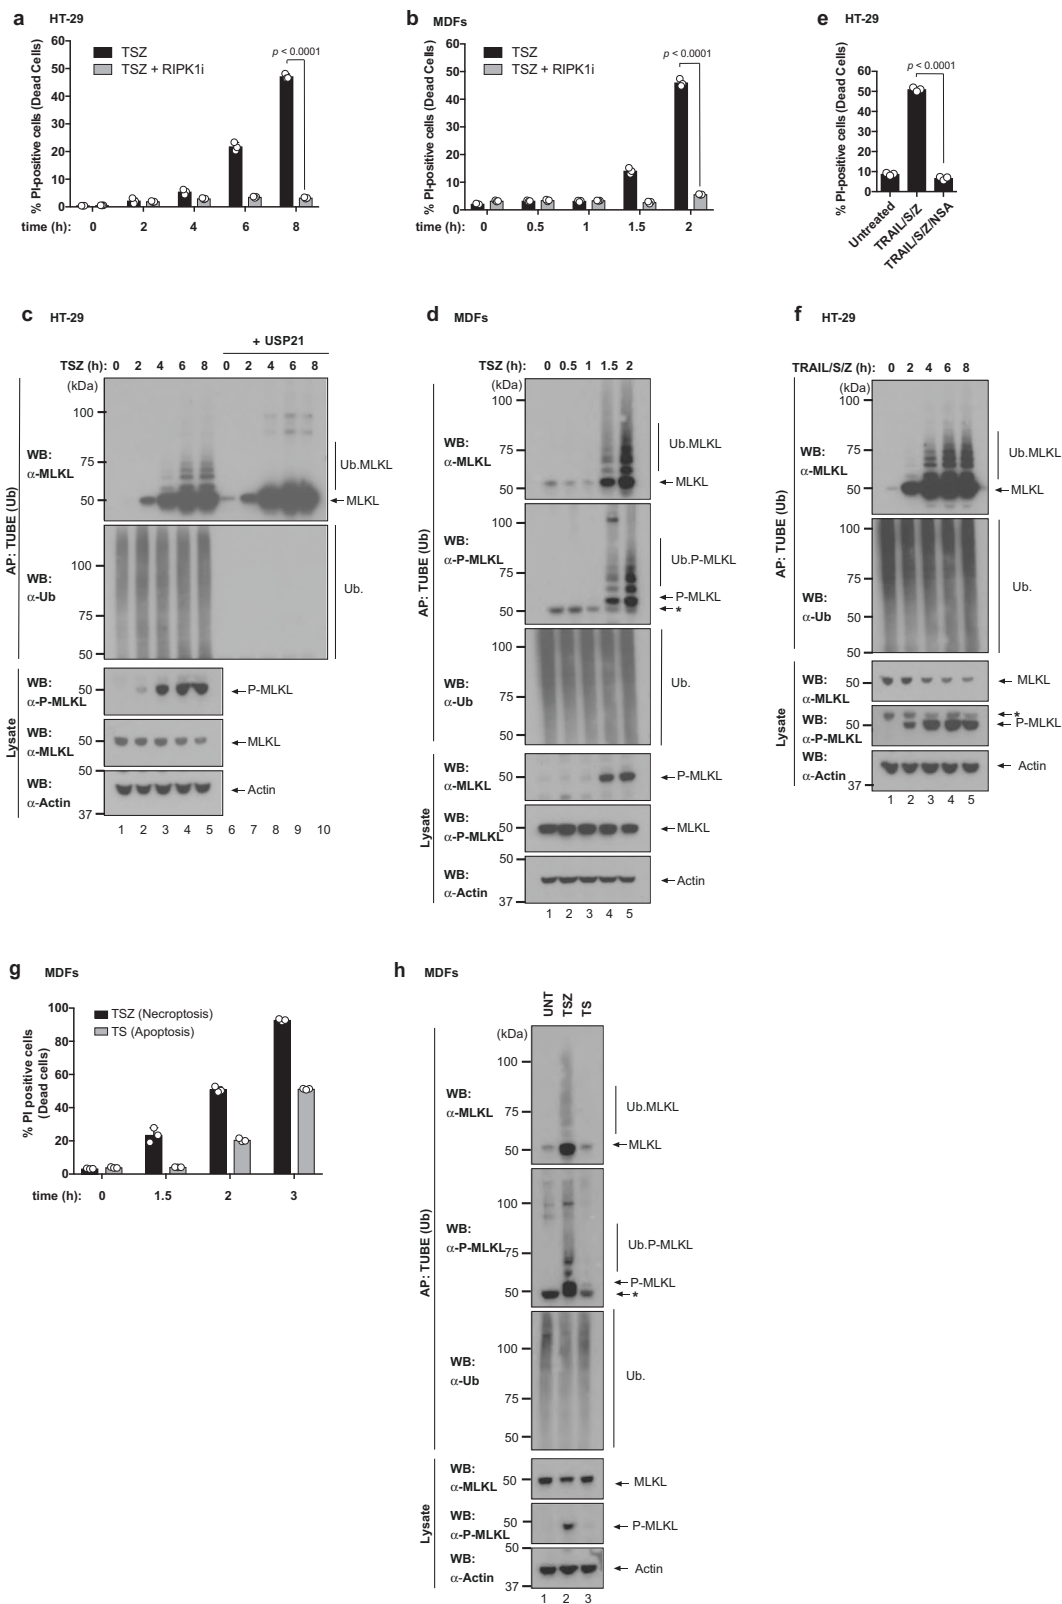 a HT-29
% PI-positive cells (Dead Cells)
60
50
40
30
20
10
0
TSZ
TSZ + RIPK1i
p < 0.0001
time (h): 0 2 4 6 8
b MDFs
% PI-positive cells (Dead Cells)
60
50
40
30
20
10
0
TSZ
TSZ + RIPK1i
p < 0.0001
time (h): 0 0.5 1 1.5 2
e HT-29
% PI-positive cells (Dead Cells)
60
50
40
30
20
10
0
p < 0.0001
Untreated
TRAIL/S/Z
TRAIL/S/Z/NSA
c HT-29
+ USP21
TSZ (h): 0 2 4 6 8 0 2 4 6 8
(kDa)
AP: TUBE (Ub)
100
75
50
WB:
α-MLKL
Ub.MLKL
MLKL
100
75
50
WB:
α-Ub
Ub.
Lysate
WB:
α-P-MLKL
50
P-MLKL
WB:
α-MLKL
50
MLKL
50
WB:
α-Actin
37
Actin
1 2 3 4 5 6 7 8 9 10
d MDFs
TSZ (h): 0 0.5 1 1.5 2
(kDa)
AP: TUBE (Ub)
100
75
50
WB:
α-MLKL
Ub.MLKL
MLKL
100
75
50
WB:
α-P-MLKL
Ub.P-MLKL
P-MLKL
*
100
75
50
WB:
α-Ub
Ub.
Lysate
WB:
α-MLKL
50
P-MLKL
WB:
α-P-MLKL
50
MLKL
50
WB:
α-Actin
37
Actin
1 2 3 4 5
f HT-29
TRAIL/S/Z (h): 0 2 4 6 8
(kDa)
AP: TUBE (Ub)
100
75
50
WB:
α-MLKL
Ub.MLKL
MLKL
100
75
50
50
WB:
α-Ub
Ub.
Lysate
WB:
α-MLKL
50
MLKL
WB:
α-P-MLKL
50
*
P-MLKL
50
WB:
α-Actin
37
Actin
1 2 3 4 5
g MDFs
% PI positive cells
(Dead cells)
100
80
60
40
20
0
TSZ (Necroptosis)
TS (Apoptosis)
time (h): 0 1.5 2 3
h MDFs
UNT
TSZ
TS
(kDa)
AP: TUBE (Ub)
100
75
50
WB:
α-MLKL
Ub.MLKL
MLKL
100
75
50
WB:
α-P-MLKL
Ub.P-MLKL
P-MLKL
*
100
75
50
WB:
α-Ub
Ub.
Lysate
WB:
α-MLKL
50
MLKL
WB:
α-P-MLKL
50
P-MLKL
50
WB:
α-Actin
37
Actin
1 2 3